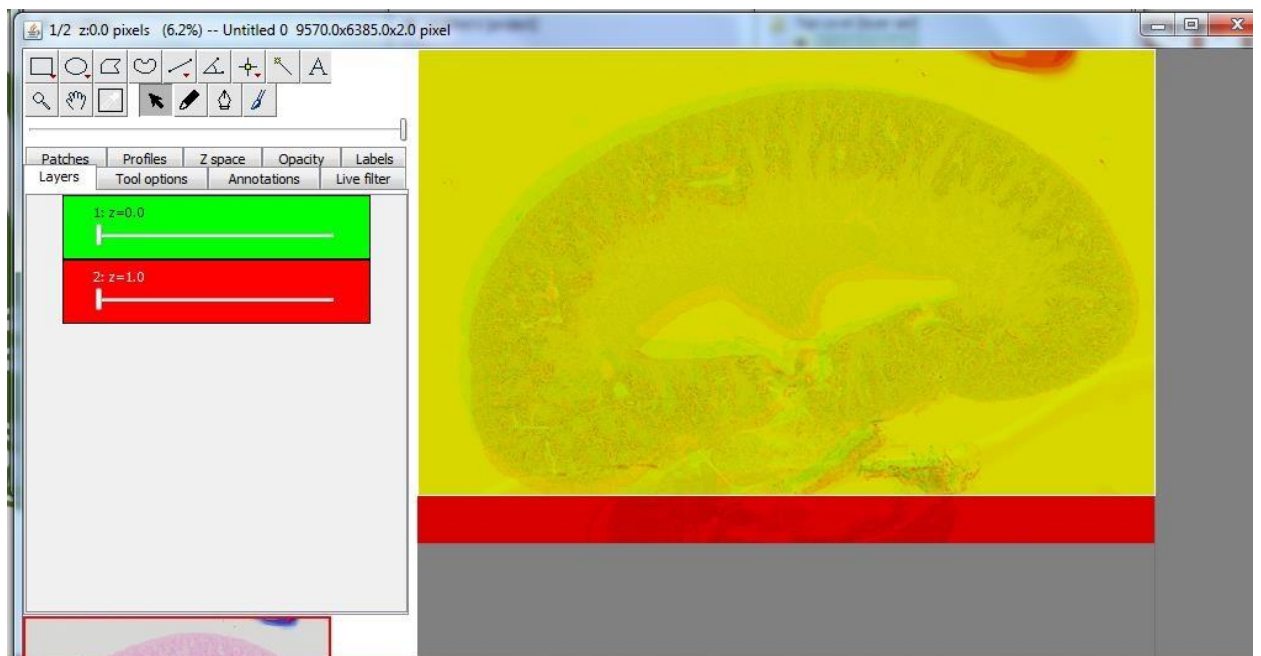 1/2 z:0.0 pixels (6.2%) -- Untitled 0 9570.0x6385.0x2.0 pixel
A
Patches Profiles Z space Opacity Labels
Layers Tool options Annotations Live filter
1: z=0.0
2: z=1.0